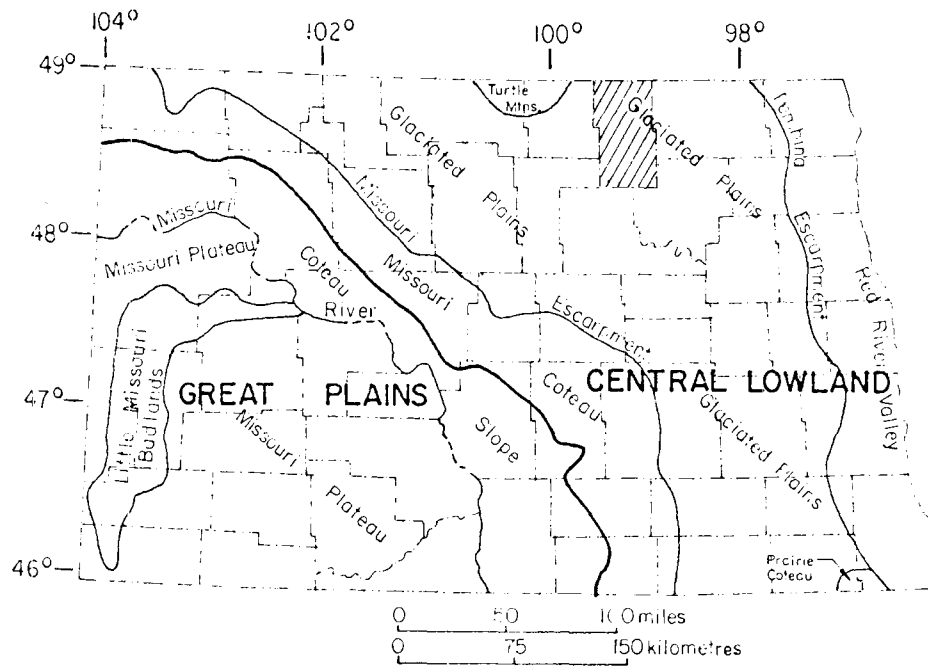 104°
102°
100°
98°
49°
48°
47°
46°
Turtle
Mtns.
Glaciated
Plains
Glaciated
Plains
Escarpment
Red River
Valley
Missouri
Escarpment
Missouri
Coteau
Missouri
River
Missouri Plateau
Coteau
Slope
Little Missouri
Badlands
GREAT PLAINS
CENTRAL LOWLAND
Missouri
Plateau
Glaciated Plains
Prairie
Coteau
0 50 100 miles
0 75 150 kilometres